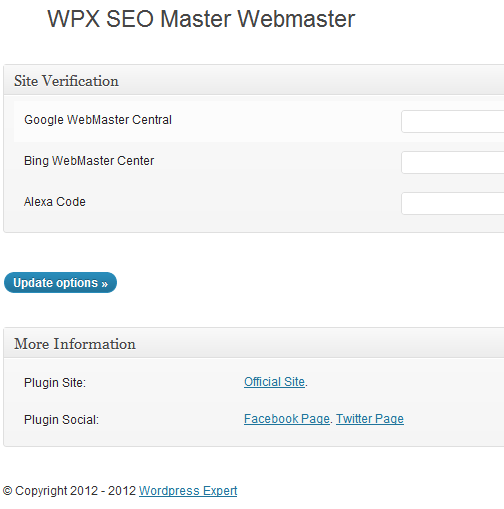 WPX SEO Master Webmaster
Site Verification
Google WebMaster Central
Bing WebMaster Center
Alexa Code
Update options »
More Information
Plugin Site: Official Site.
Plugin Social: Facebook Page. Twitter Page
© Copyright 2012 - 2012 Wordpress Expert